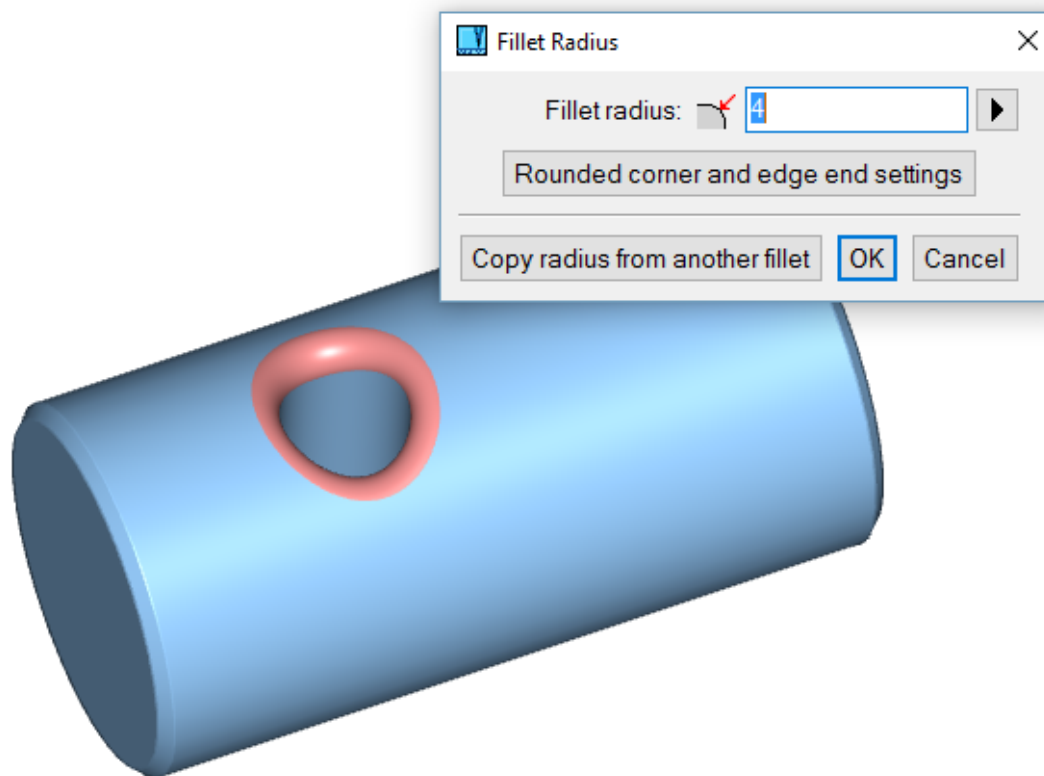 Fillet Radius
Fillet radius: 4
Rounded corner and edge end settings
Copy radius from another fillet OK Cancel